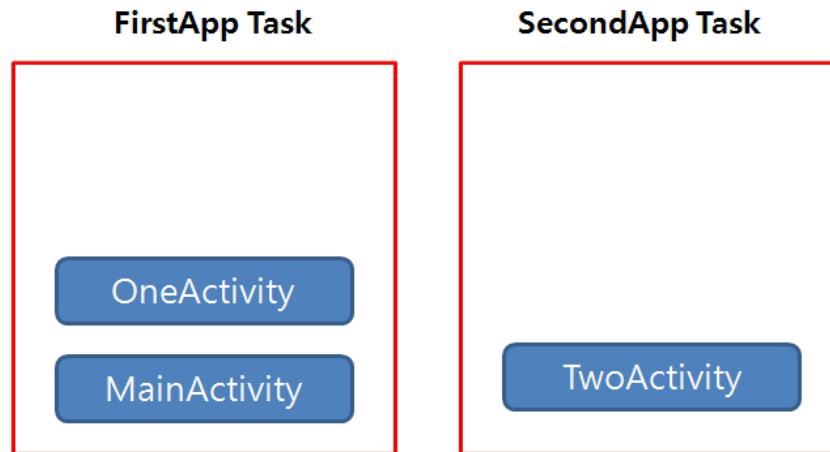 FirstApp Task
SecondApp Task
OneActivity
MainActivity
TwoActivity